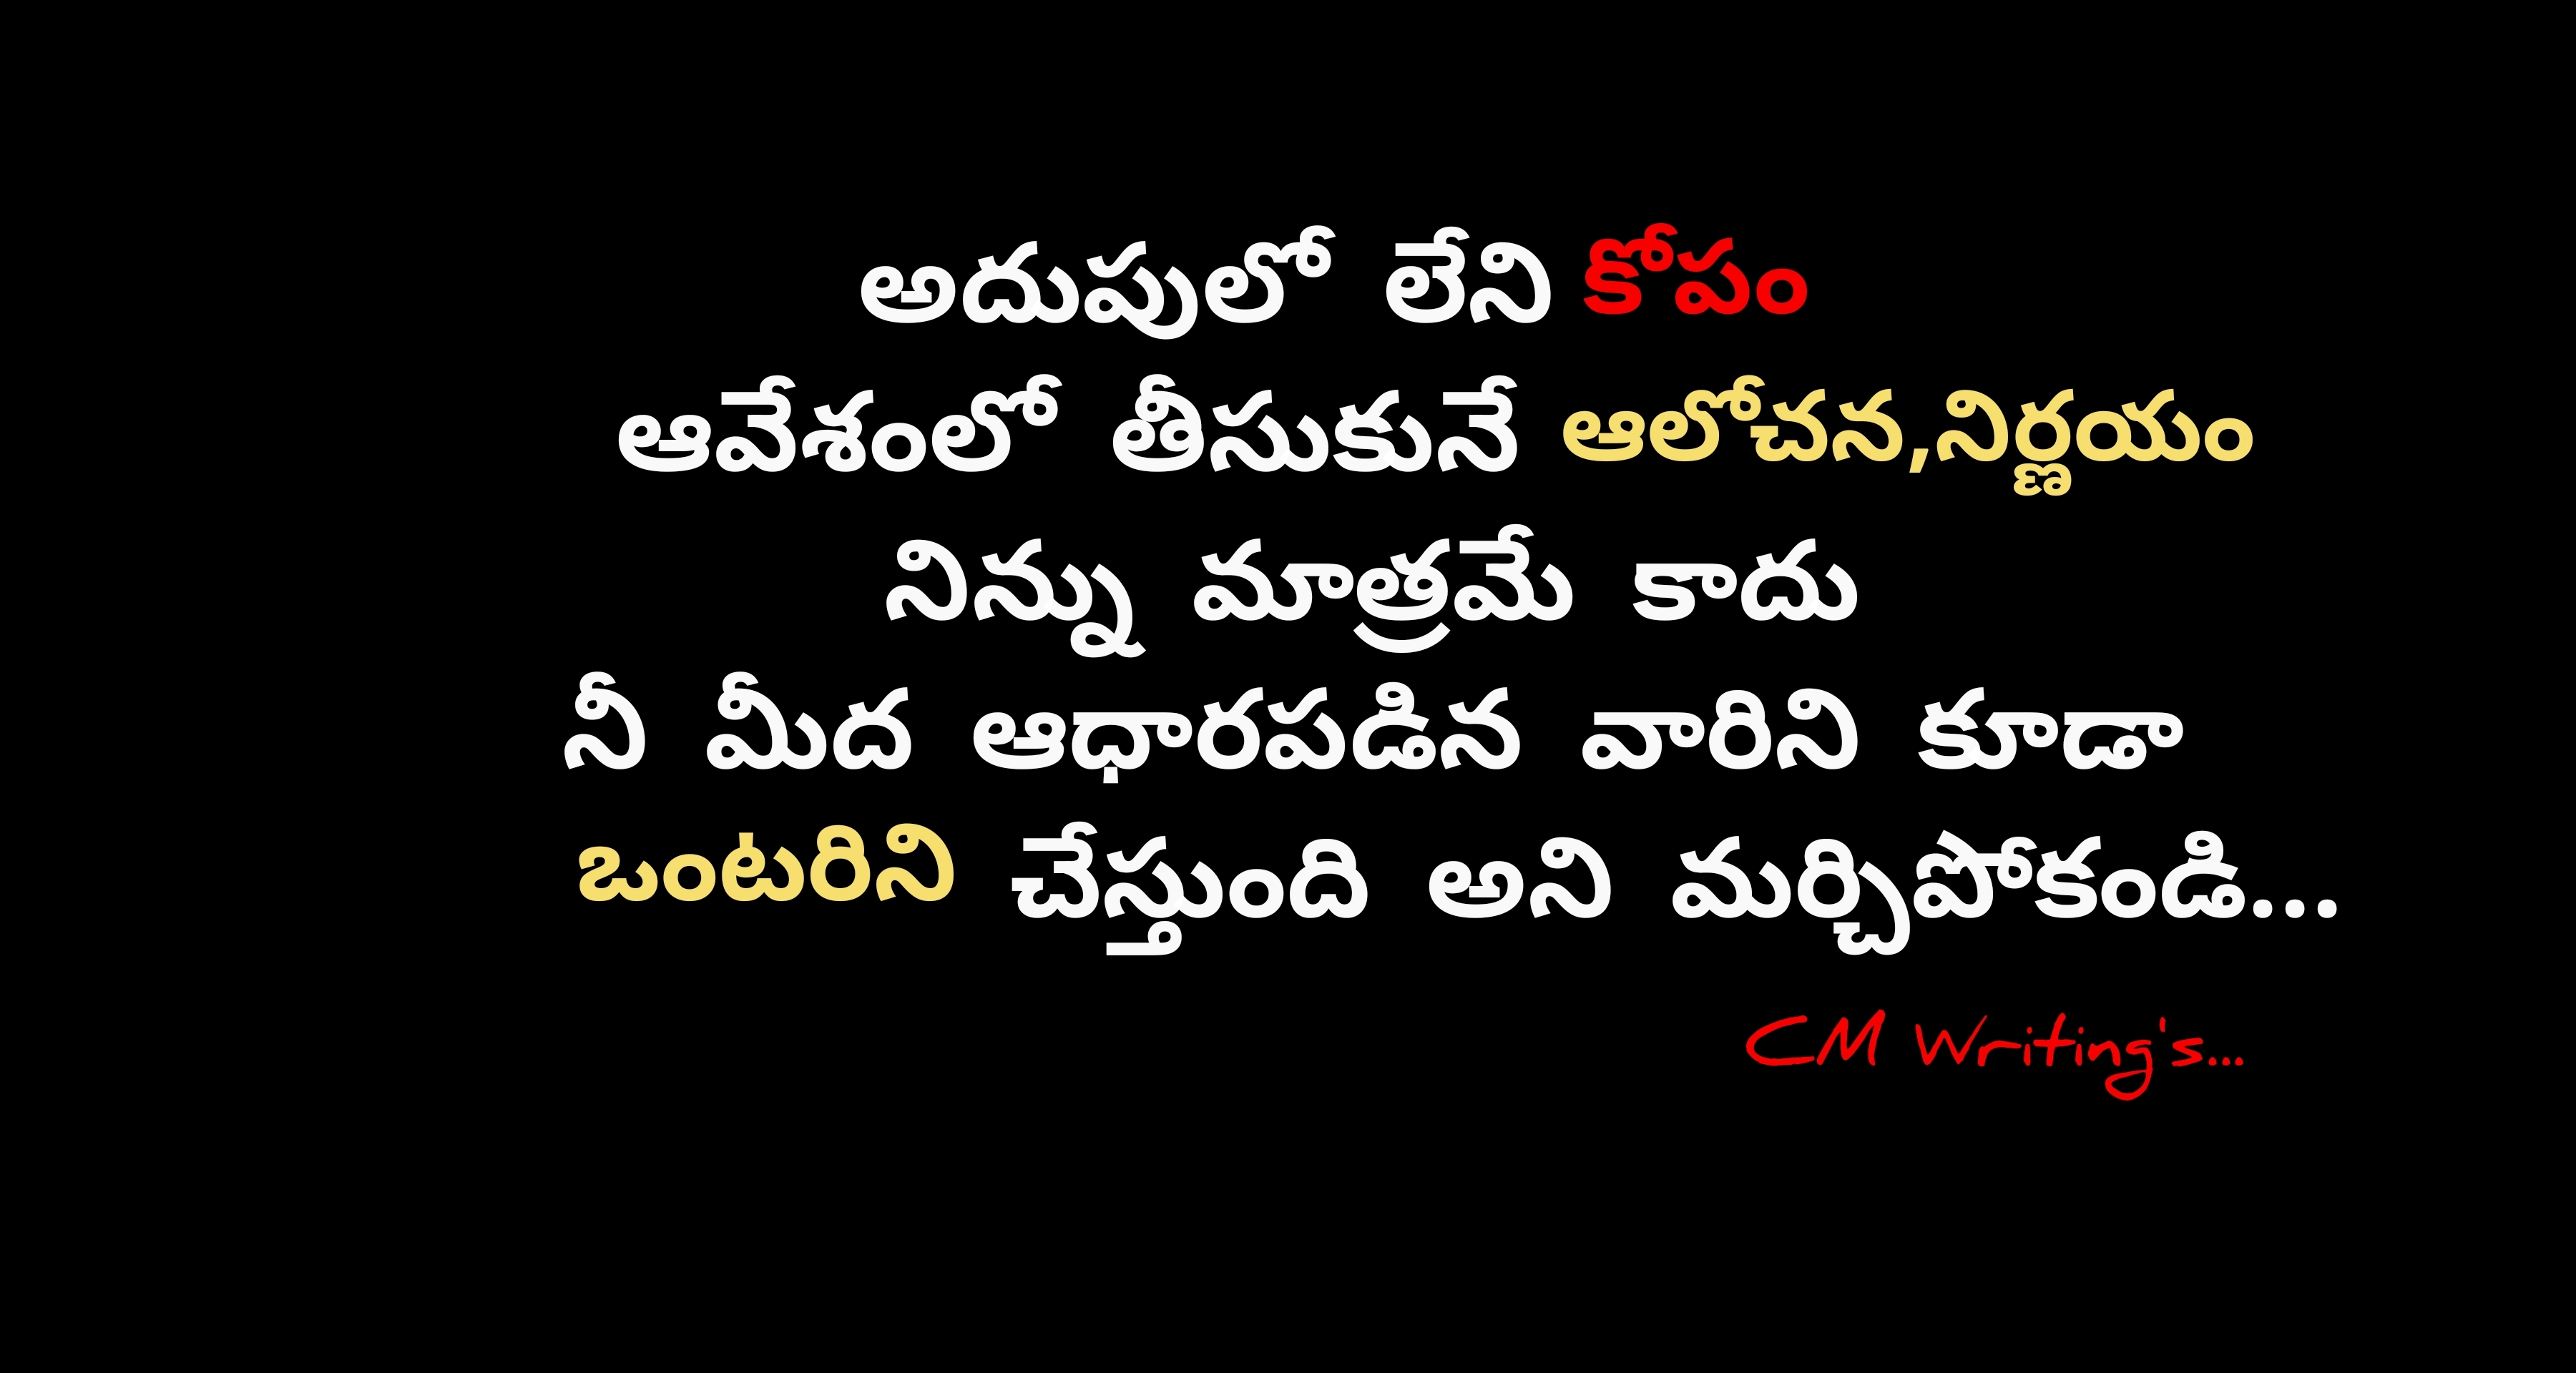 అదుపులో లేని కోపం
ఆవేశంలో తీసుకునే ఆలోచన,నిర్ణయం
నిన్ను మాత్రమే కాదు
నీ మీద ఆధారపడిన వారిని కూడా
ఒంటరిని చేస్తుంది అని మర్చిపోకండి...
CM Writing's...